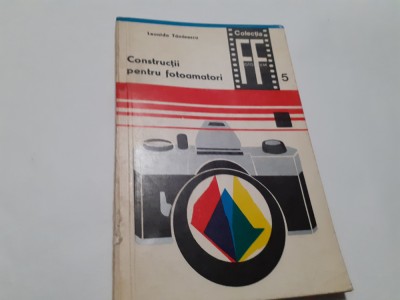 Leonida Tănăsescu
Construcții
pentru fotoamatori
Colecția
FF
5